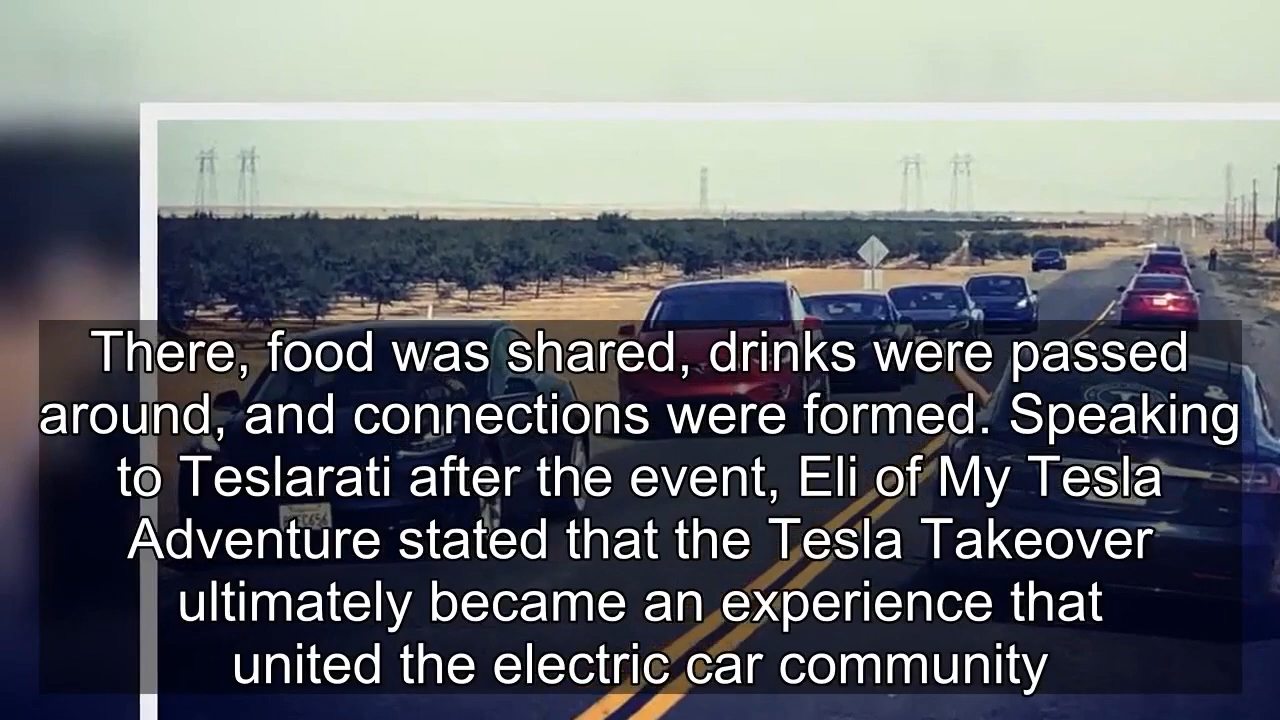 There, food was shared, drinks were passed
around, and connections were formed. Speaking
to Teslarati after the event, Eli of My Tesla
Adventure stated that the Tesla Takeover
ultimately became an experience that
united the electric car community